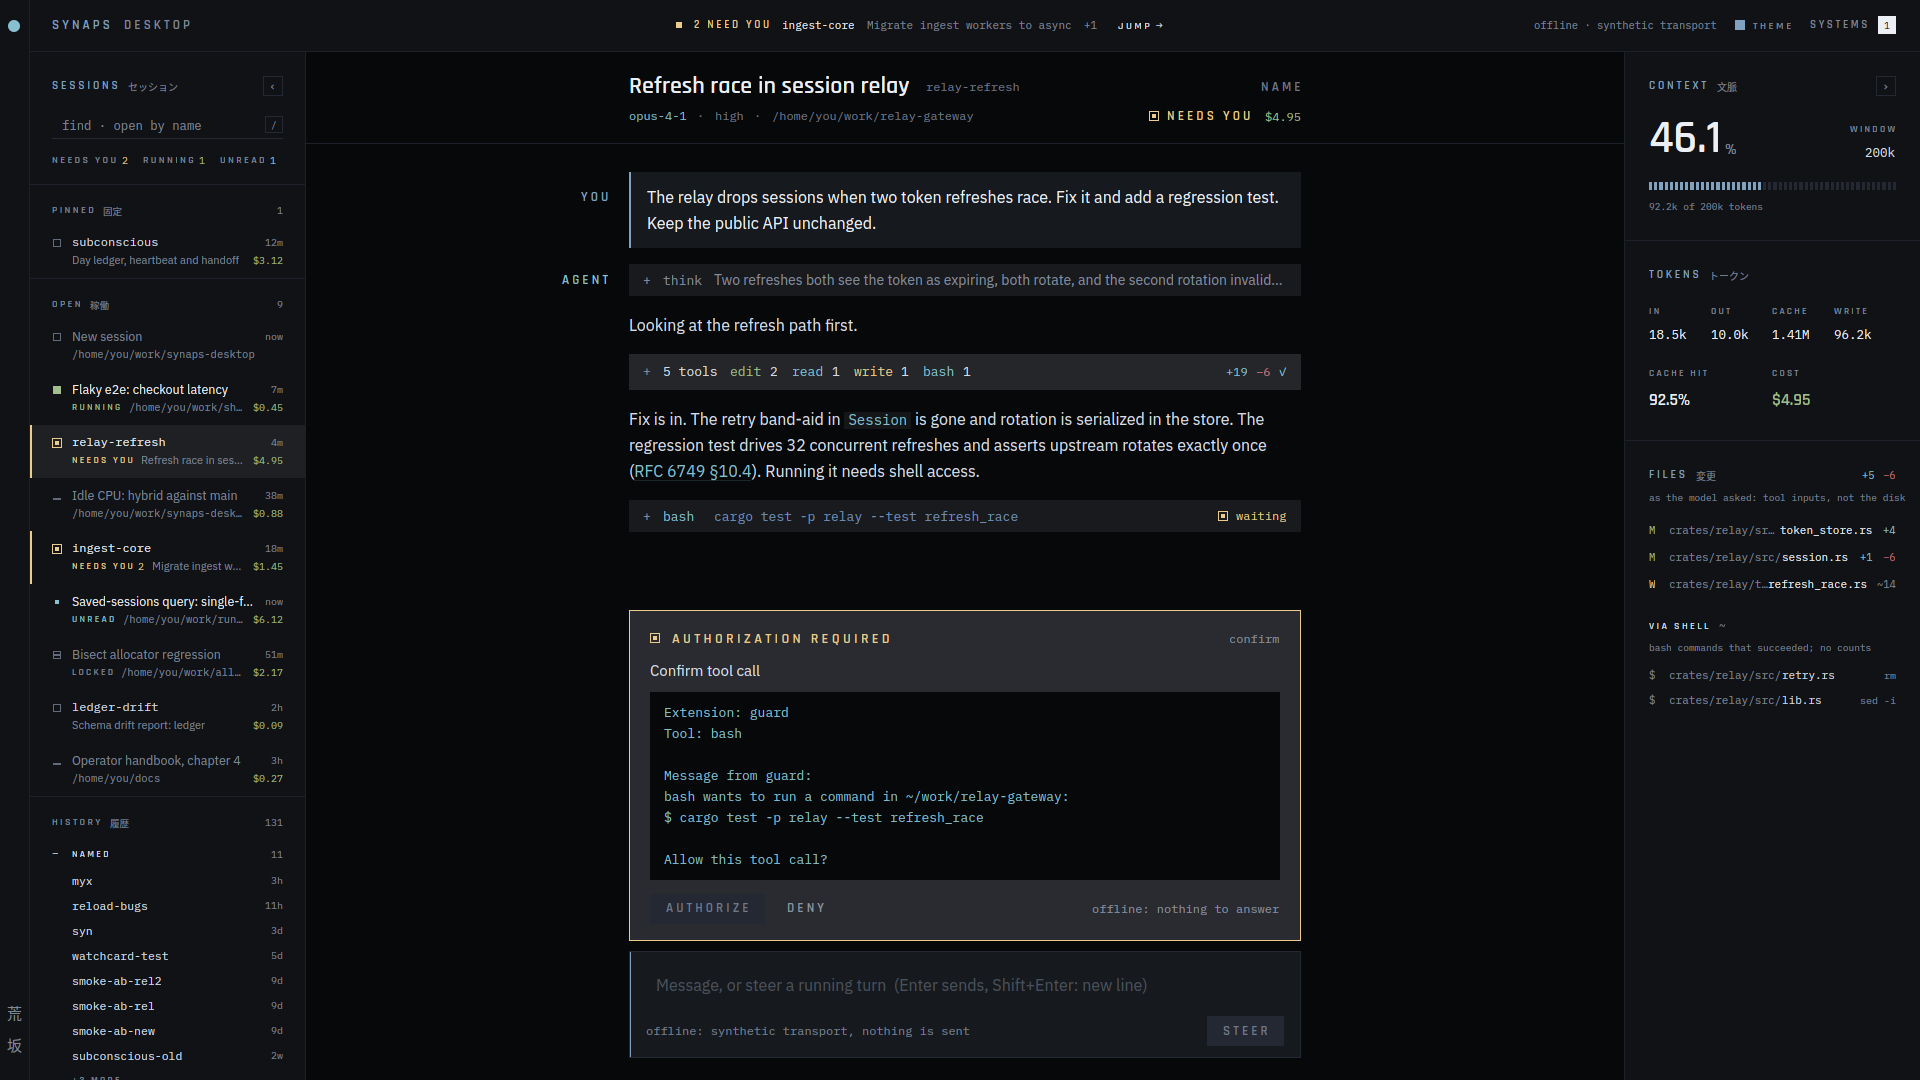 SYNAPS DESKTOP
2 NEED YOU ingest-core Migrate ingest workers to async +1 JUMP →
offline · synthetic transport THEME SYSTEMS 1
SESSIONS セッション ‹
find · open by name /
NEEDS YOU 2 RUNNING 1 UNREAD 1
PINNED 固定 1
subconscious 12m
Day ledger, heartbeat and handoff $3.12
OPEN 稼働 9
New session now
/home/you/work/synaps-desktop
Flaky e2e: checkout latency 7m
RUNNING /home/you/work/sh… $0.45
relay-refresh 4m
NEEDS YOU Refresh race in ses… $4.95
Idle CPU: hybrid against main 38m
/home/you/work/synaps-desk… $0.88
ingest-core 18m
NEEDS YOU 2 Migrate ingest w… $1.45
Saved-sessions query: single-f… now
UNREAD /home/you/work/run… $6.12
Bisect allocator regression 51m
LOCKED /home/you/work/all… $2.17
ledger-drift 2h
Schema drift report: ledger $0.09
Operator handbook, chapter 4 3h
/home/you/docs $0.27
HISTORY 履歴 131
− NAMED 11
myx 3h
reload-bugs 11h
syn 3d
watchcard-test 5d
smoke-ab-rel2 9d
smoke-ab-rel 9d
smoke-ab-new 9d
subconscious-old 2w
荒
坂
Refresh race in session relay relay-refresh NAME
opus-4-1 · high · /home/you/work/relay-gateway NEEDS YOU $4.95
YOU
The relay drops sessions when two token refreshes race. Fix it and add a regression test.
Keep the public API unchanged.
AGENT
+ think Two refreshes both see the token as expiring, both rotate, and the second rotation invalid…
Looking at the refresh path first.
+ 5 tools edit 2 read 1 write 1 bash 1 +19 −6 √
Fix is in. The retry band-aid in Session is gone and rotation is serialized in the store. The
regression test drives 32 concurrent refreshes and asserts upstream rotates exactly once
(RFC 6749 §10.4). Running it needs shell access.
+ bash cargo test -p relay --test refresh_race waiting
AUTHORIZATION REQUIRED confirm
Confirm tool call
Extension: guard
Tool: bash
Message from guard:
bash wants to run a command in ~/work/relay-gateway:
$ cargo test -p relay --test refresh_race
Allow this tool call?
AUTHORIZE DENY offline: nothing to answer
Message, or steer a running turn (Enter sends, Shift+Enter: new line)
offline: synthetic transport, nothing is sent STEER
CONTEXT 文脈 ›
46.1% WINDOW
200k
92.2k of 200k tokens
TOKENS トークン
IN OUT CACHE WRITE
18.5k 10.0k 1.41M 96.2k
CACHE HIT COST
92.5% $4.95
FILES 変更 +5 −6
as the model asked: tool inputs, not the disk
M crates/relay/sr… token_store.rs +4
M crates/relay/src/session.rs +1 −6
W crates/relay/t…refresh_race.rs ~14
VIA SHELL ~
bash commands that succeeded; no counts
$ crates/relay/src/retry.rs rm
$ crates/relay/src/lib.rs sed -i